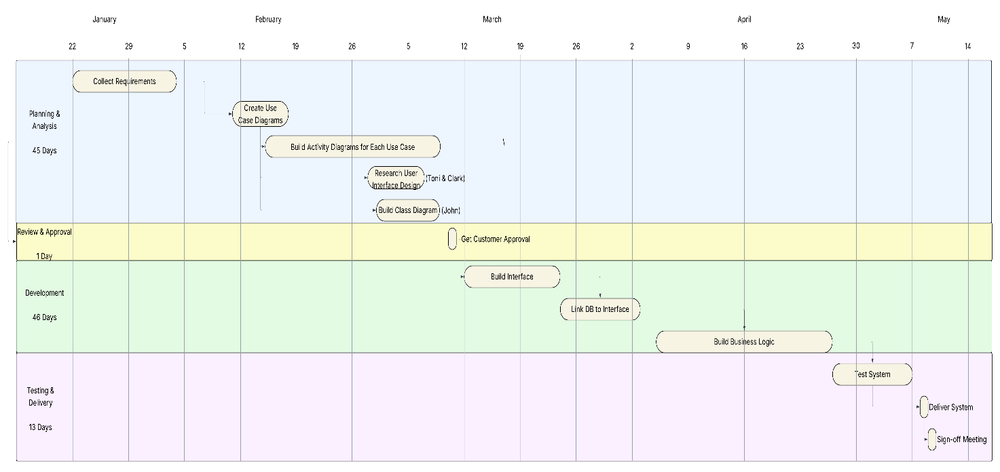 January February March April May
22 29 5 12 19 26 5 12 19 26 2 9 16 23 30 7 14
Collect Requirements
Planning &
Analysis
45 Days
Create Use
Case Diagrams
Build Activity Diagrams for Each Use Case
Research User
Interface Design
(Toni & Clark)
Build Class Diagram
(John)
Review & Approval
1 Day
Get Customer Approval
Development
46 Days
Build Interface
Link DB to Interface
Build Business Logic
Testing &
Delivery
13 Days
Test System
Deliver System
Sign-off Meeting